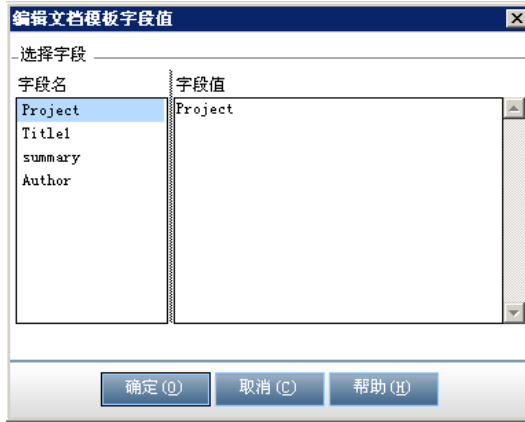 编辑文档模板字段值
选择字段
字段名 字段值
Project Project
Title1
summary
Author
确定(O) 取消(C) 帮助(H)